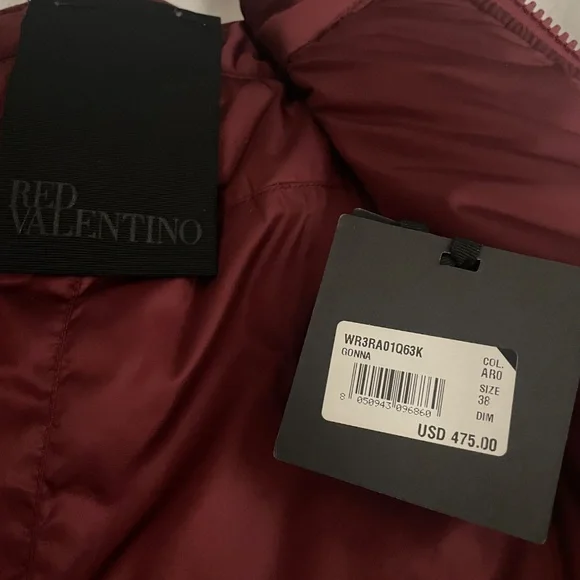 RED
VALENTINO
WR3RA01Q63K
GONNA
COL.
AR0
SIZE
38
DIM
8 050943 096860
USD 475.00